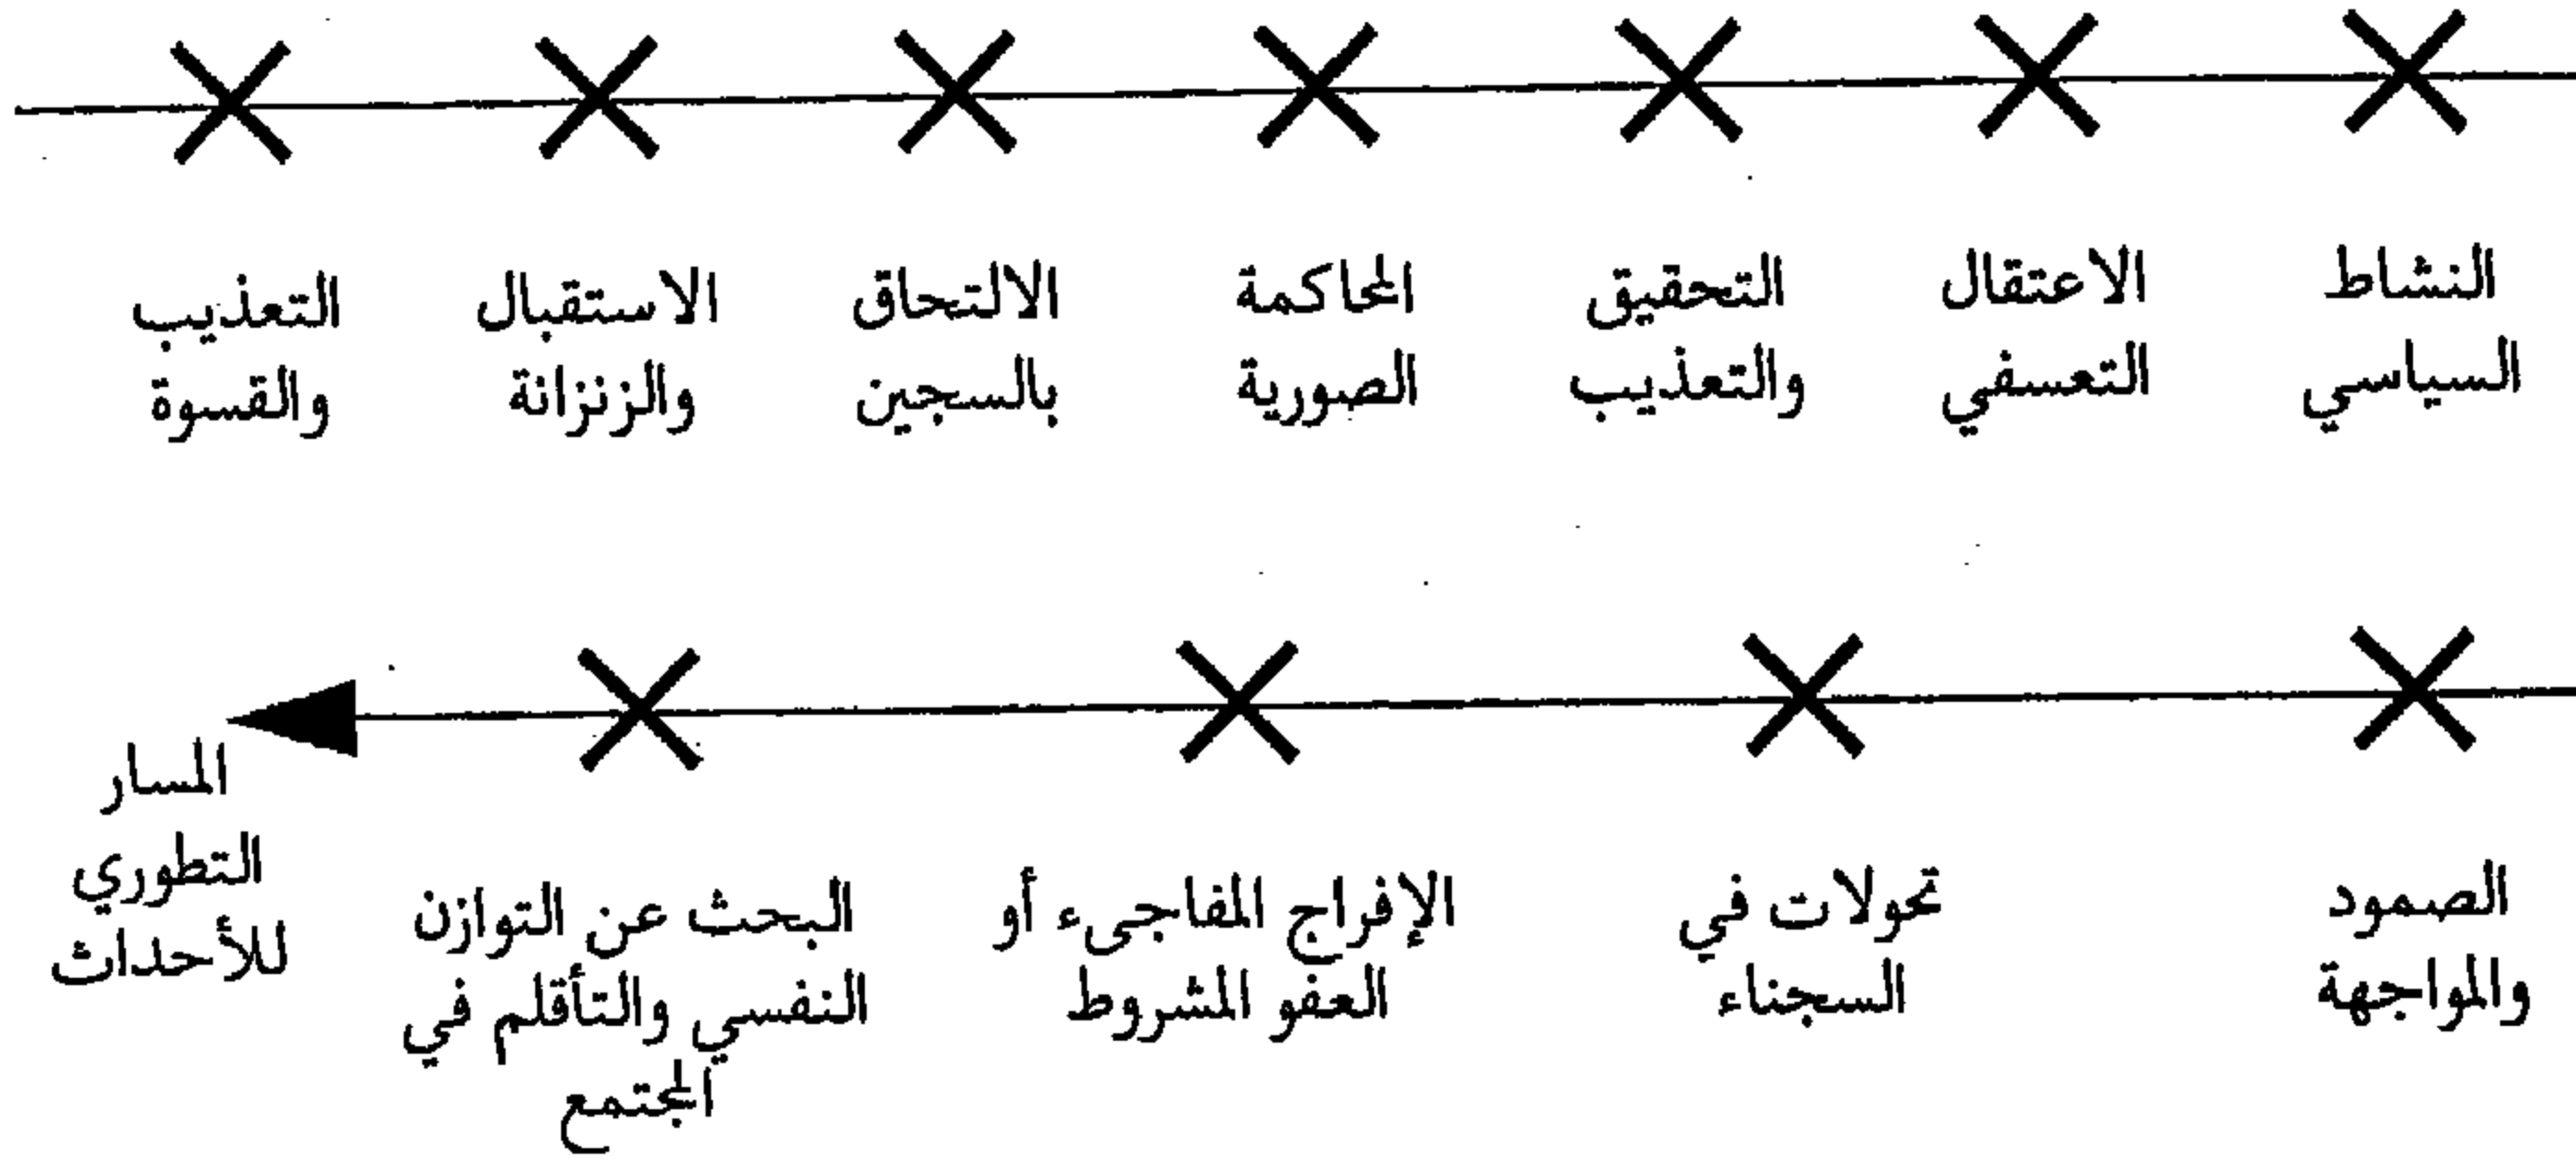 النشاط
السياسي
الاعتقال
التعسفي
التحقيق
والتعذيب
المحاكمة
الصورية
الالتحاق
بالسجين
الاستقبال
والزنزانة
التعذيب
والقسوة
الصمود
والمواجهة
تحولات في
السجناء
الإفراج المفاجىء أو
العفو المشروط
البحث عن التوازن
النفسي والتأقلم في
المجتمع
المسار
التطوري
للأحداث